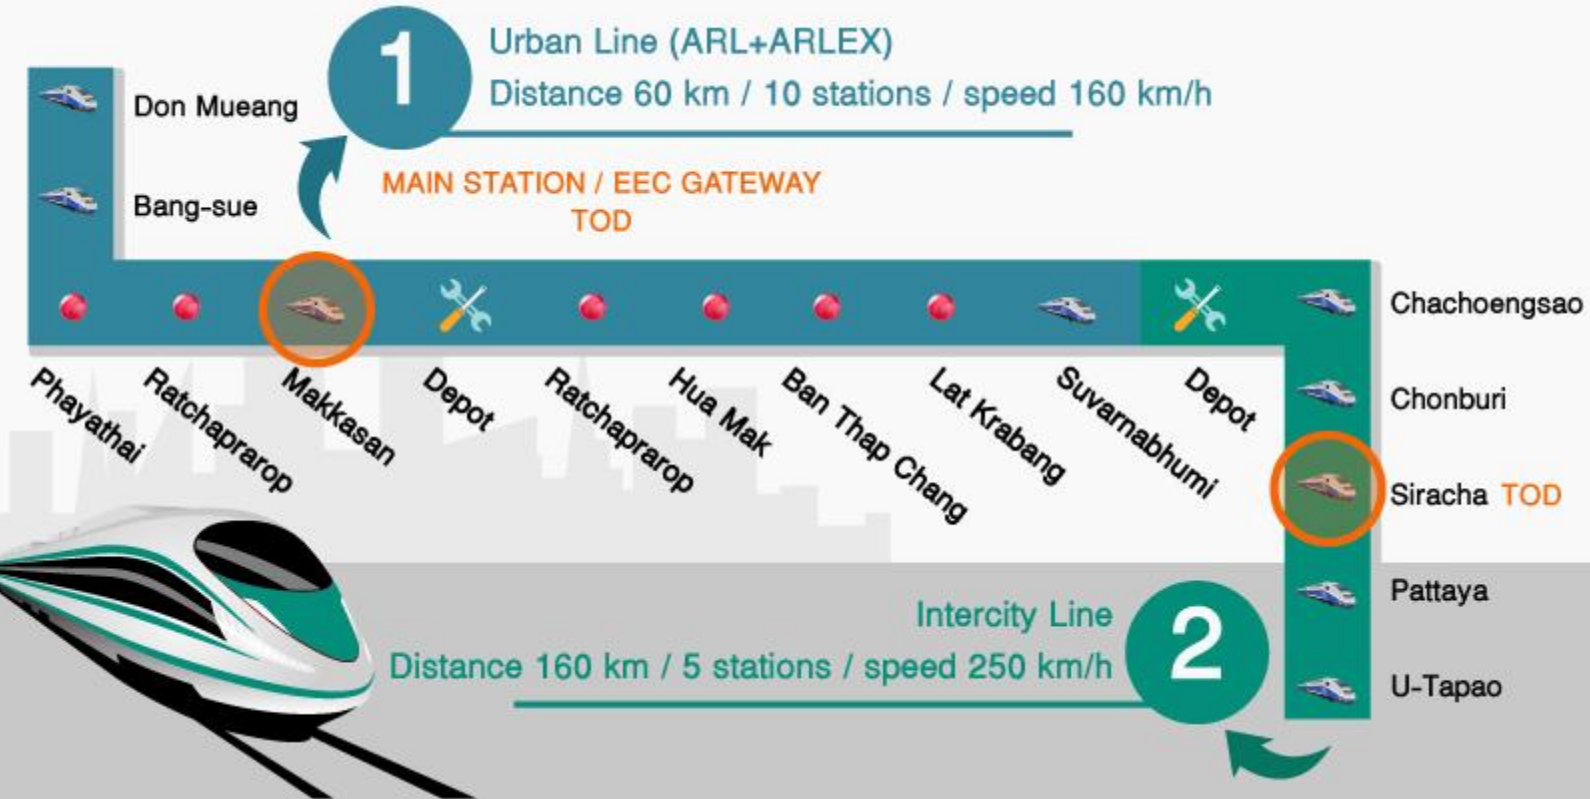 1
Urban Line (ARL+ARLEX)
Distance 60 km / 10 stations / speed 160 km/h
MAIN STATION / EEC GATEWAY
TOD
Don Mueang
Bang-sue
Phayathai
Ratchaprarop
Makkasan
Depot
Ratchaprarop
Hua Mak
Ban Thap Chang
Lat Krabang
Suvarnabhumi
Depot
Chachoengsao
Chonburi
Siracha TOD
Pattaya
U-Tapao
Intercity Line
Distance 160 km / 5 stations / speed 250 km/h
2